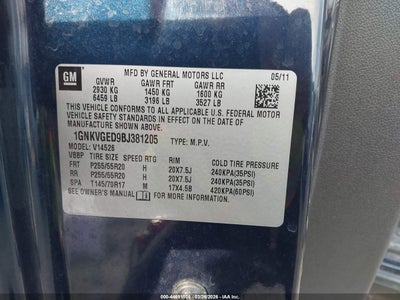 GM
MFD BY GENERAL MOTORS LLC
05/11
GVWR GAWR FRT GAWR RR
2930 KG 1450 KG 1600 KG
6459 LB 3196 LB 3527 LB
THIS VEHICLE CONFORMS TO ALL APPLICABLE U.S. FEDERAL MOTOR
VEHICLE SAFETY STANDARDS IN EFFECT ON THE DATE OF
MANUFACTURE SHOWN ABOVE.
1GNKVGED9BJ381205 TYPE: M.P.V.
MODEL: V14526
VBBP TIRE SIZE SPEED RTG RIM COLD TIRE PRESSURE
FRT P255/55R20 H 20X7.5J 240KPA(35PSI)
RR P255/55R20 H 20X7.5J 240KPA(35PSI)
SPA T145/70R17 M 17X4.5B 420KPA(60PSI)
SEE OWNER'S MANUAL FOR ADDITIONAL INFORMATION.